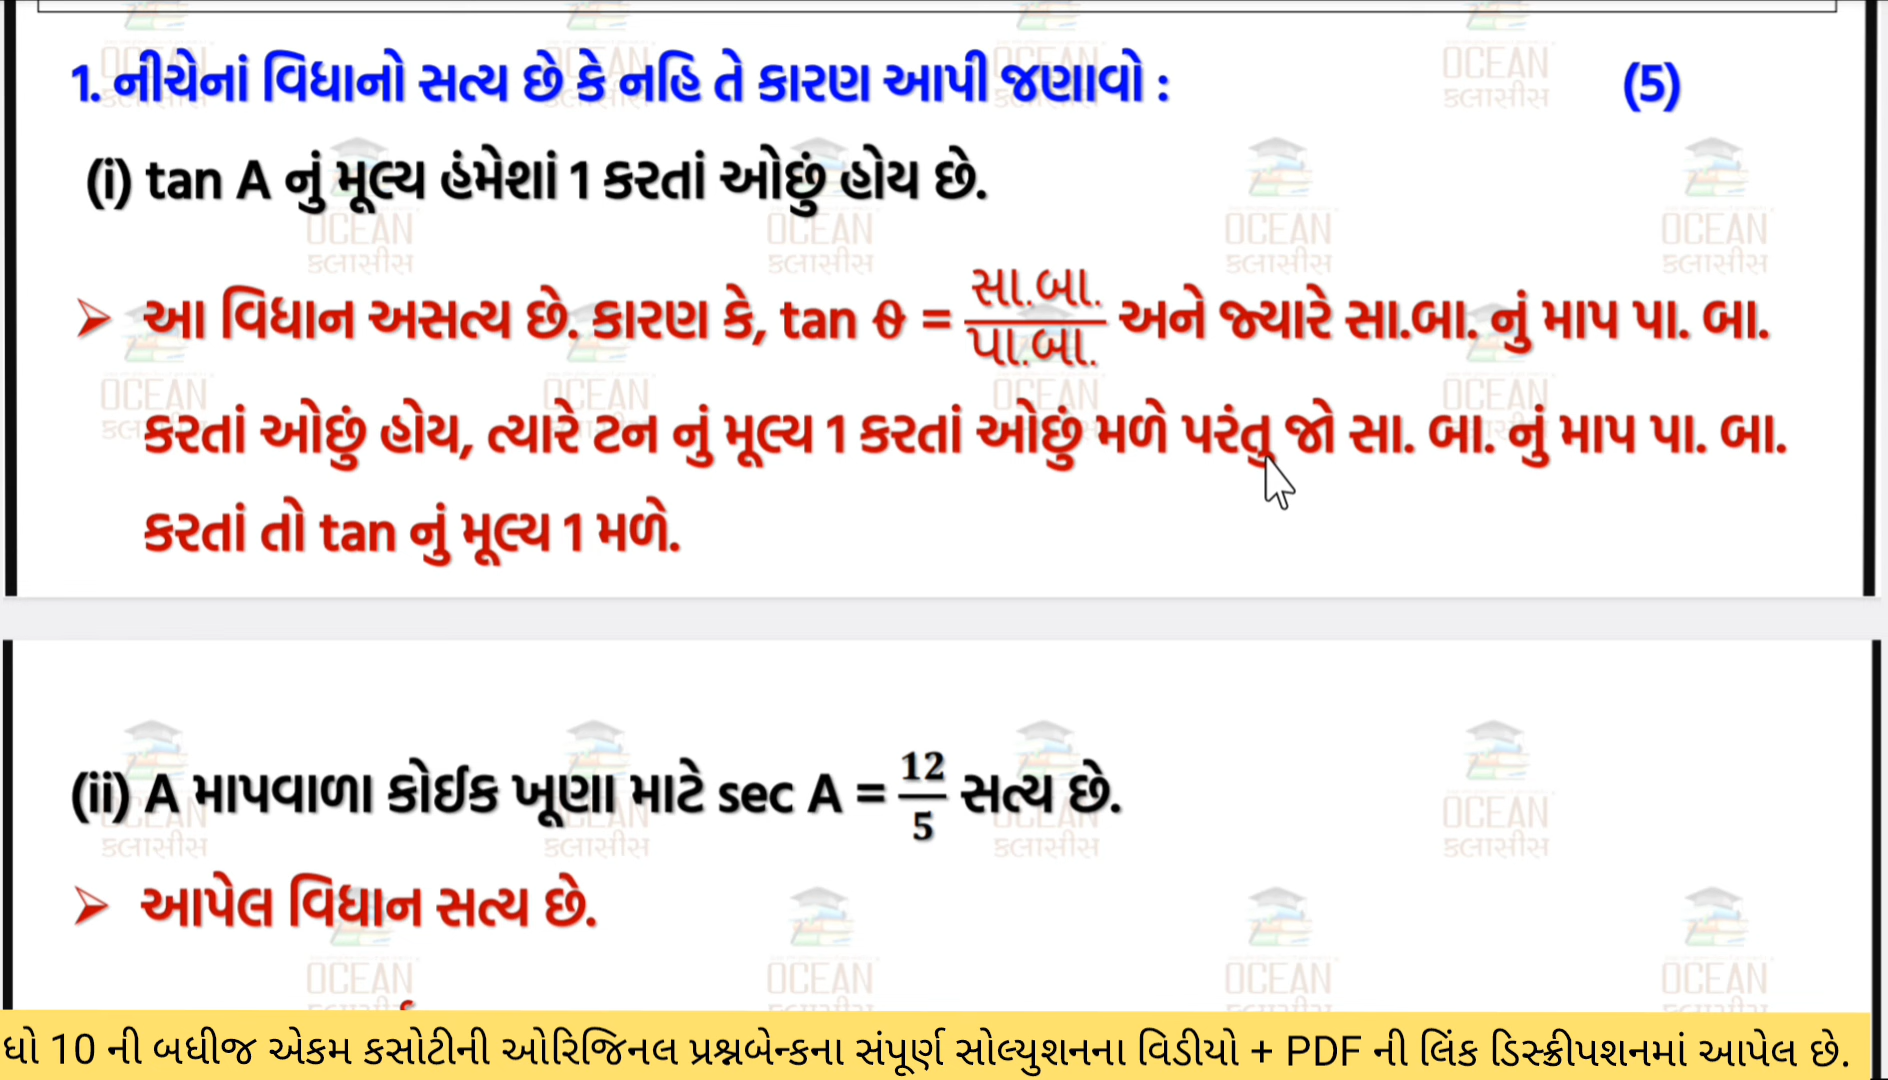 1. નીચેનાં વિધાનો સત્ય છે કે નહિ તે કારણ આપી જણાવો : (5)
(i) tan A નું મૂલ્ય હંમેશાં 1 કરતાં ઓછું હોય છે.
➢ આ વિધાન અસત્ય છે. કારણ કે, tan θ = સા.બા./પા.બા. અને જ્યારે સા.બા. નું માપ પા. બા.
કરતાં ઓછું હોય, ત્યારે ટન નું મૂલ્ય 1 કરતાં ઓછું મળે પરંતુ જો સા. બા. નું માપ પા. બા.
કરતાં તો tan નું મૂલ્ય 1 મળે.
(ii) A માપવાળા કોઈક ખૂણા માટે sec A = 12/5 સત્ય છે.
➢ આપેલ વિધાન સત્ય છે.
OCEAN
કલાસીસ
ધો 10 ની બધીજ એકમ કસોટીની ઓરિજિનલ પ્રશ્નબેન્કના સંપૂર્ણ સોલ્યુશનના વિડીયો + PDF ની લિંક ડિસ્ક્રીપશનમાં આપેલ છે.